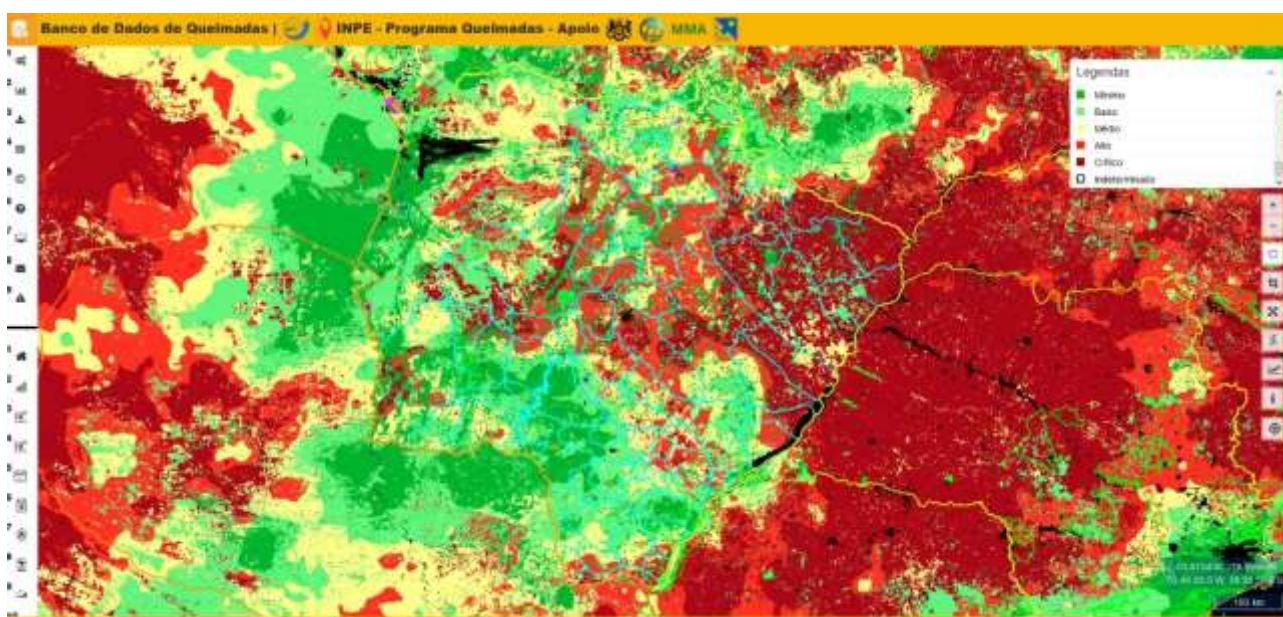 Banco de Dados de Queimadas | INPE - Programa Queimadas - Apoio MMA
Legendas
Mínimo
Baixo
Médio
Alto
Crítico
Indeterminado
100 km